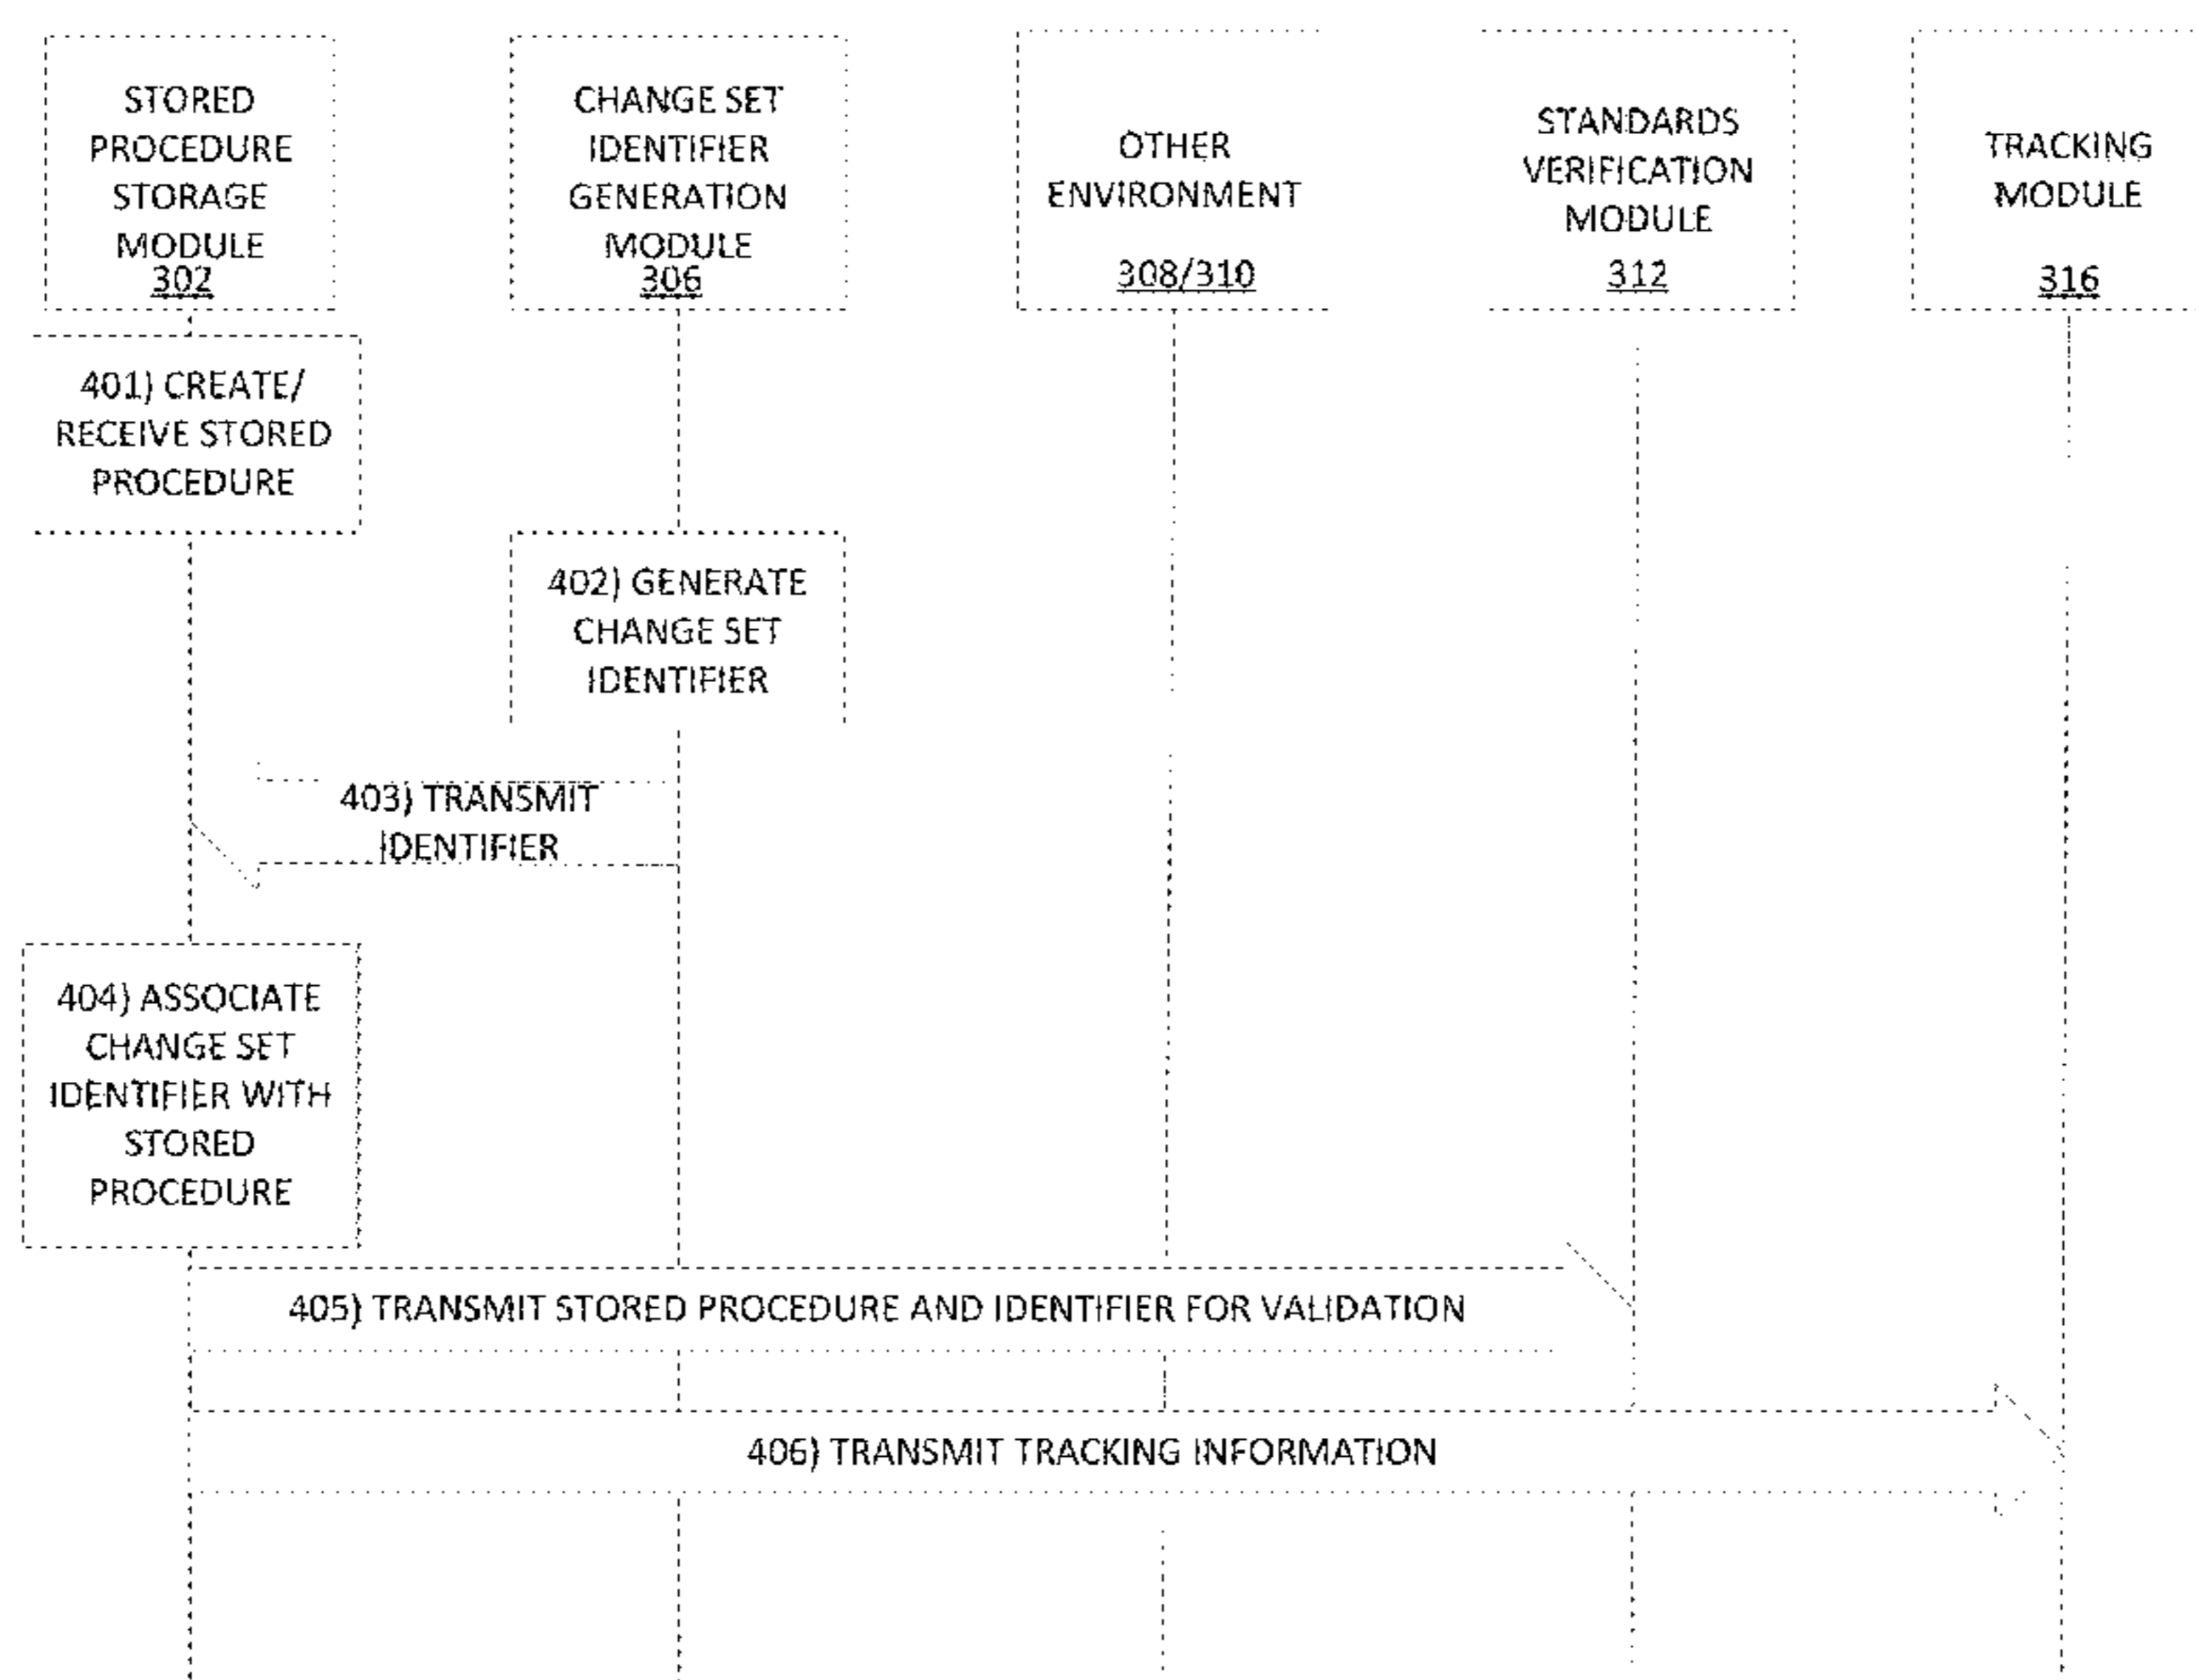 STORED
PROCEDURE
STORAGE
MODULE
302
CHANGE SET
IDENTIFIER
GENERATION
MODULE
306
OTHER
ENVIRONMENT
308/310
STANDARDS
VERIFICATION
MODULE
312
TRACKING
MODULE
316
401) CREATE/
RECEIVE STORED
PROCEDURE
402) GENERATE
CHANGE SET
IDENTIFIER
403) TRANSMIT
IDENTIFIER
404) ASSOCIATE
CHANGE SET
IDENTIFIER WITH
STORED
PROCEDURE
405) TRANSMIT STORED PROCEDURE AND IDENTIFIER FOR VALIDATION
406) TRANSMIT TRACKING INFORMATION